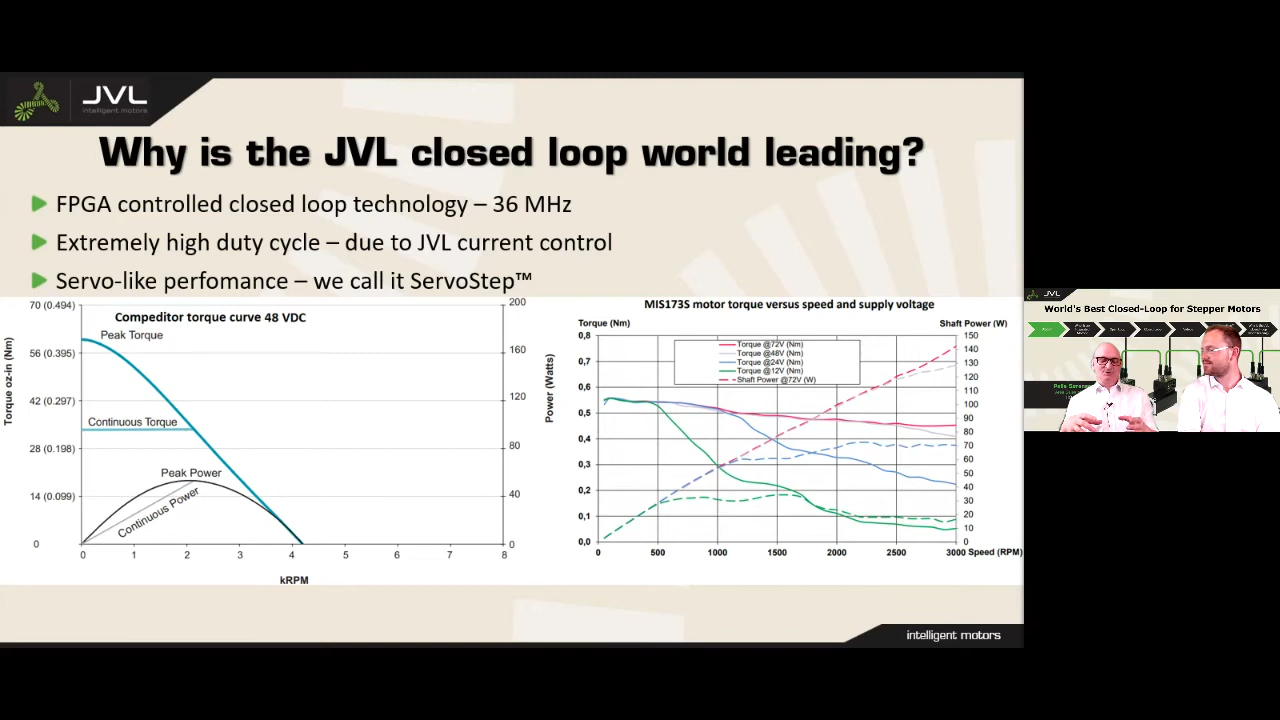 JVL
intelligent motors
Why is the JVL closed loop world leading?
FPGA controlled closed loop technology – 36 MHz
Extremely high duty cycle – due to JVL current control
Servo-like perfomance – we call it ServoStep™
Compeditor torque curve 48 VDC
Peak Torque
Continuous Torque
Peak Power
Continuous Power
Torque oz-in (Nm)
70 (0.494)
56 (0.395)
42 (0.297)
28 (0.198)
14 (0.099)
0
200
160
120
80
40
0
Power (Watts)
0 1 2 3 4 5 6 7 8
kRPM
MIS173S motor torque versus speed and supply voltage
Torque (Nm)
Shaft Power (W)
Torque @72V (Nm)
Torque @48V (Nm)
Torque @24V (Nm)
Torque @12V (Nm)
Shaft Power @72V (W)
0,8
0,7
0,6
0,5
0,4
0,3
0,2
0,1
0,0
150
140
130
120
110
100
90
80
70
60
50
40
30
20
10
0
0 500 1000 1500 2000 2500 3000 Speed (RPM)
intelligent motors
JVL
World's Best Closed-Loop for Stepper Motors